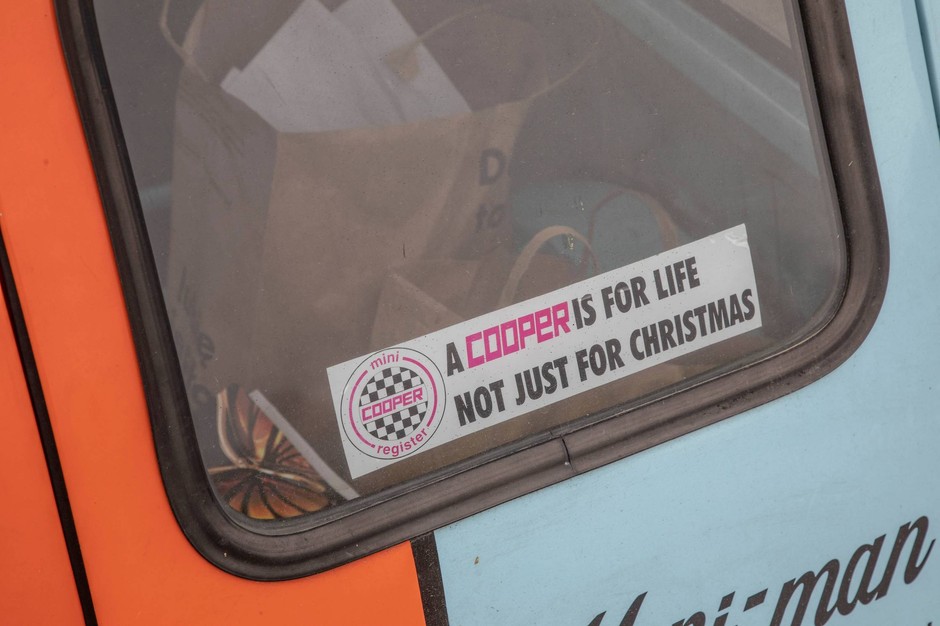 mini
COOPER
register
A COOPER IS FOR LIFE
NOT JUST FOR CHRISTMAS